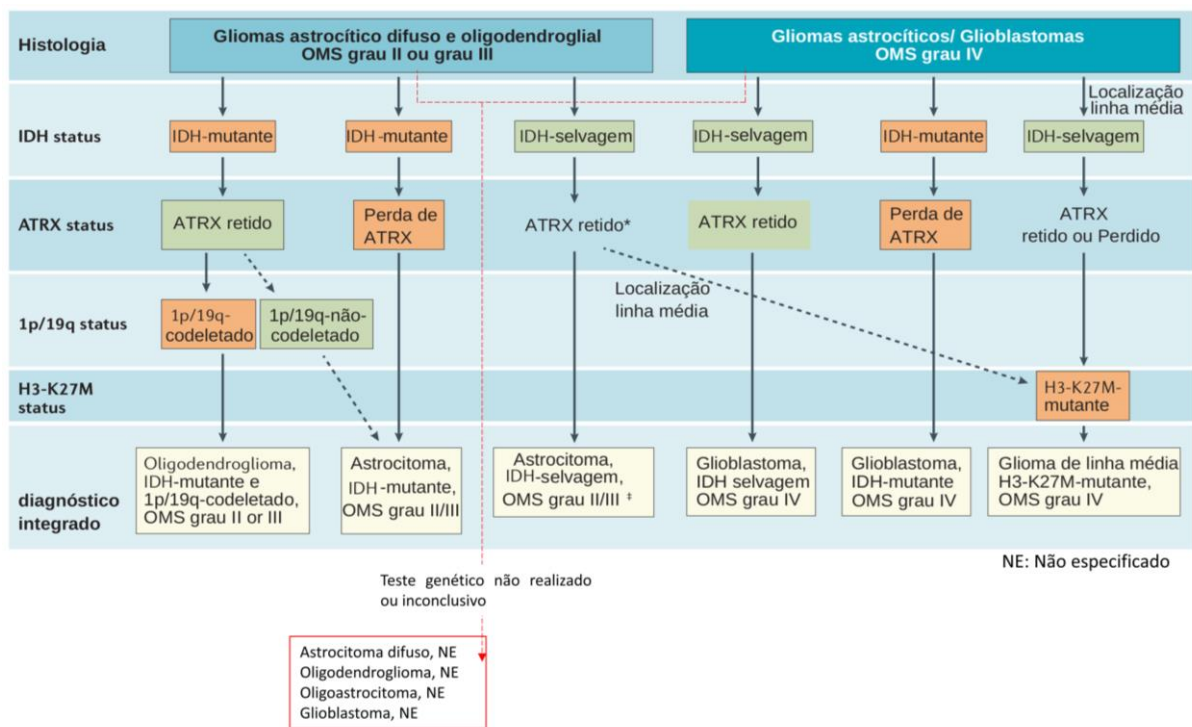 Histologia
Gliomas astrocítico difuso e oligodendroglial
OMS grau II ou grau III
Gliomas astrocíticos/ Glioblastomas
OMS grau IV
Localização
linha média
IDH status
IDH-mutante
IDH-mutante
IDH-selvagem
IDH-selvagem
IDH-mutante
IDH-selvagem
ATRX status
ATRX retido
Perda de
ATRX
ATRX retido*
ATRX retido
Perda de
ATRX
ATRX
retido ou Perdido
Localização
linha média
1p/19q status
1p/19q-
codeletado
1p/19q-não-
codeletado
H3-K27M
status
H3-K27M-
mutante
diagnóstico
integrado
Oligodendroglioma,
IDH-mutante e
1p/19q-codeletado,
OMS grau II or III
Astrocitoma,
IDH-mutante,
OMS grau II/III
Astrocitoma,
IDH-selvagem,
OMS grau II/III ‡
Glioblastoma,
IDH selvagem
OMS grau IV
Glioblastoma,
IDH-mutante
OMS grau IV
Glioma de linha média
H3-K27M-mutante,
OMS grau IV
NE: Não especificado
Teste genético não realizado
ou inconclusivo
Astrocitoma difuso, NE
Oligodendroglioma, NE
Oligoastrocitoma, NE
Glioblastoma, NE